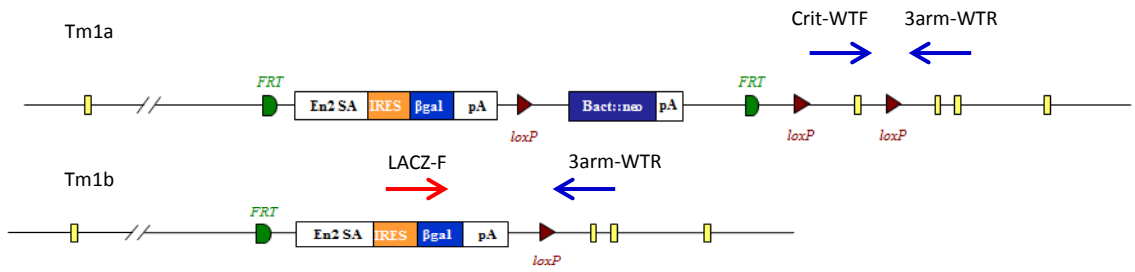 Tm1a
Crit-WTF 3arm-WTR
FRT FRT
En2 SA IRES βgal pA Bact::neo pA
loxP loxP loxP
Tm1b
LACZ-F 3arm-WTR
FRT
En2 SA IRES βgal pA
loxP